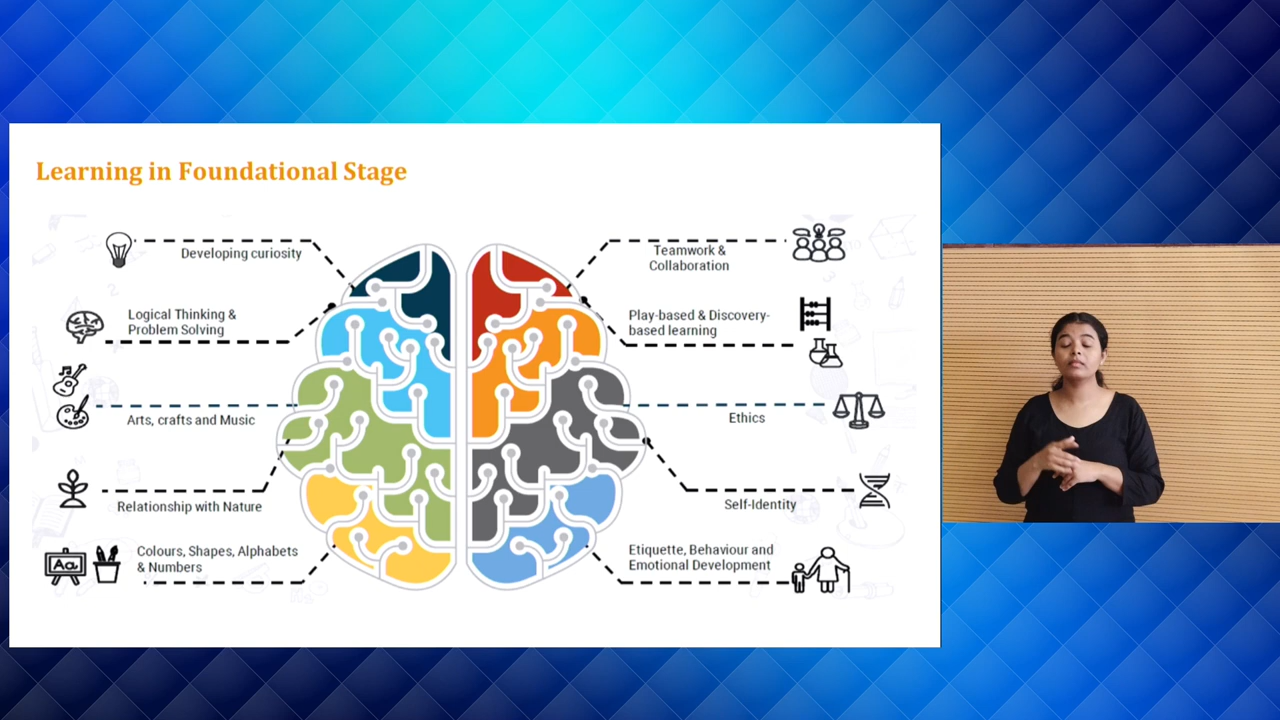 Learning in Foundational Stage
Developing curiosity
Logical Thinking &
Problem Solving
Arts, crafts and Music
Relationship with Nature
Colours, Shapes, Alphabets
& Numbers
Aa
Teamwork &
Collaboration
Play-based & Discovery-
based learning
Ethics
Self-Identity
Etiquette, Behaviour and
Emotional Development